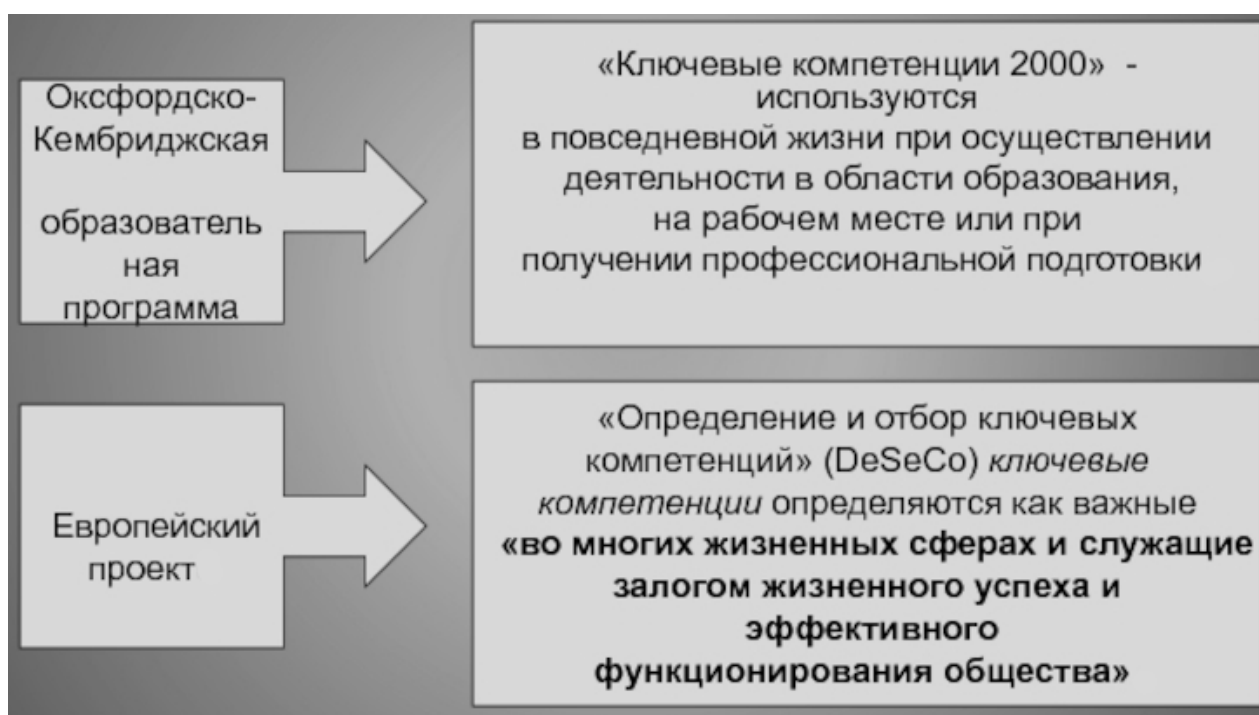 Оксфордско-
Кембриджская
образователь
ная
программа
«Ключевые компетенции 2000» -
используются
в повседневной жизни при осуществлении
деятельности в области образования,
на рабочем месте или при
получении профессиональной подготовки
Европейский
проект
«Определение и отбор ключевых
компетенций» (DeSeCo) ключевые
компетенции определяются как важные
«во многих жизненных сферах и служащие
залогом жизненного успеха и
эффективного
функционирования общества»